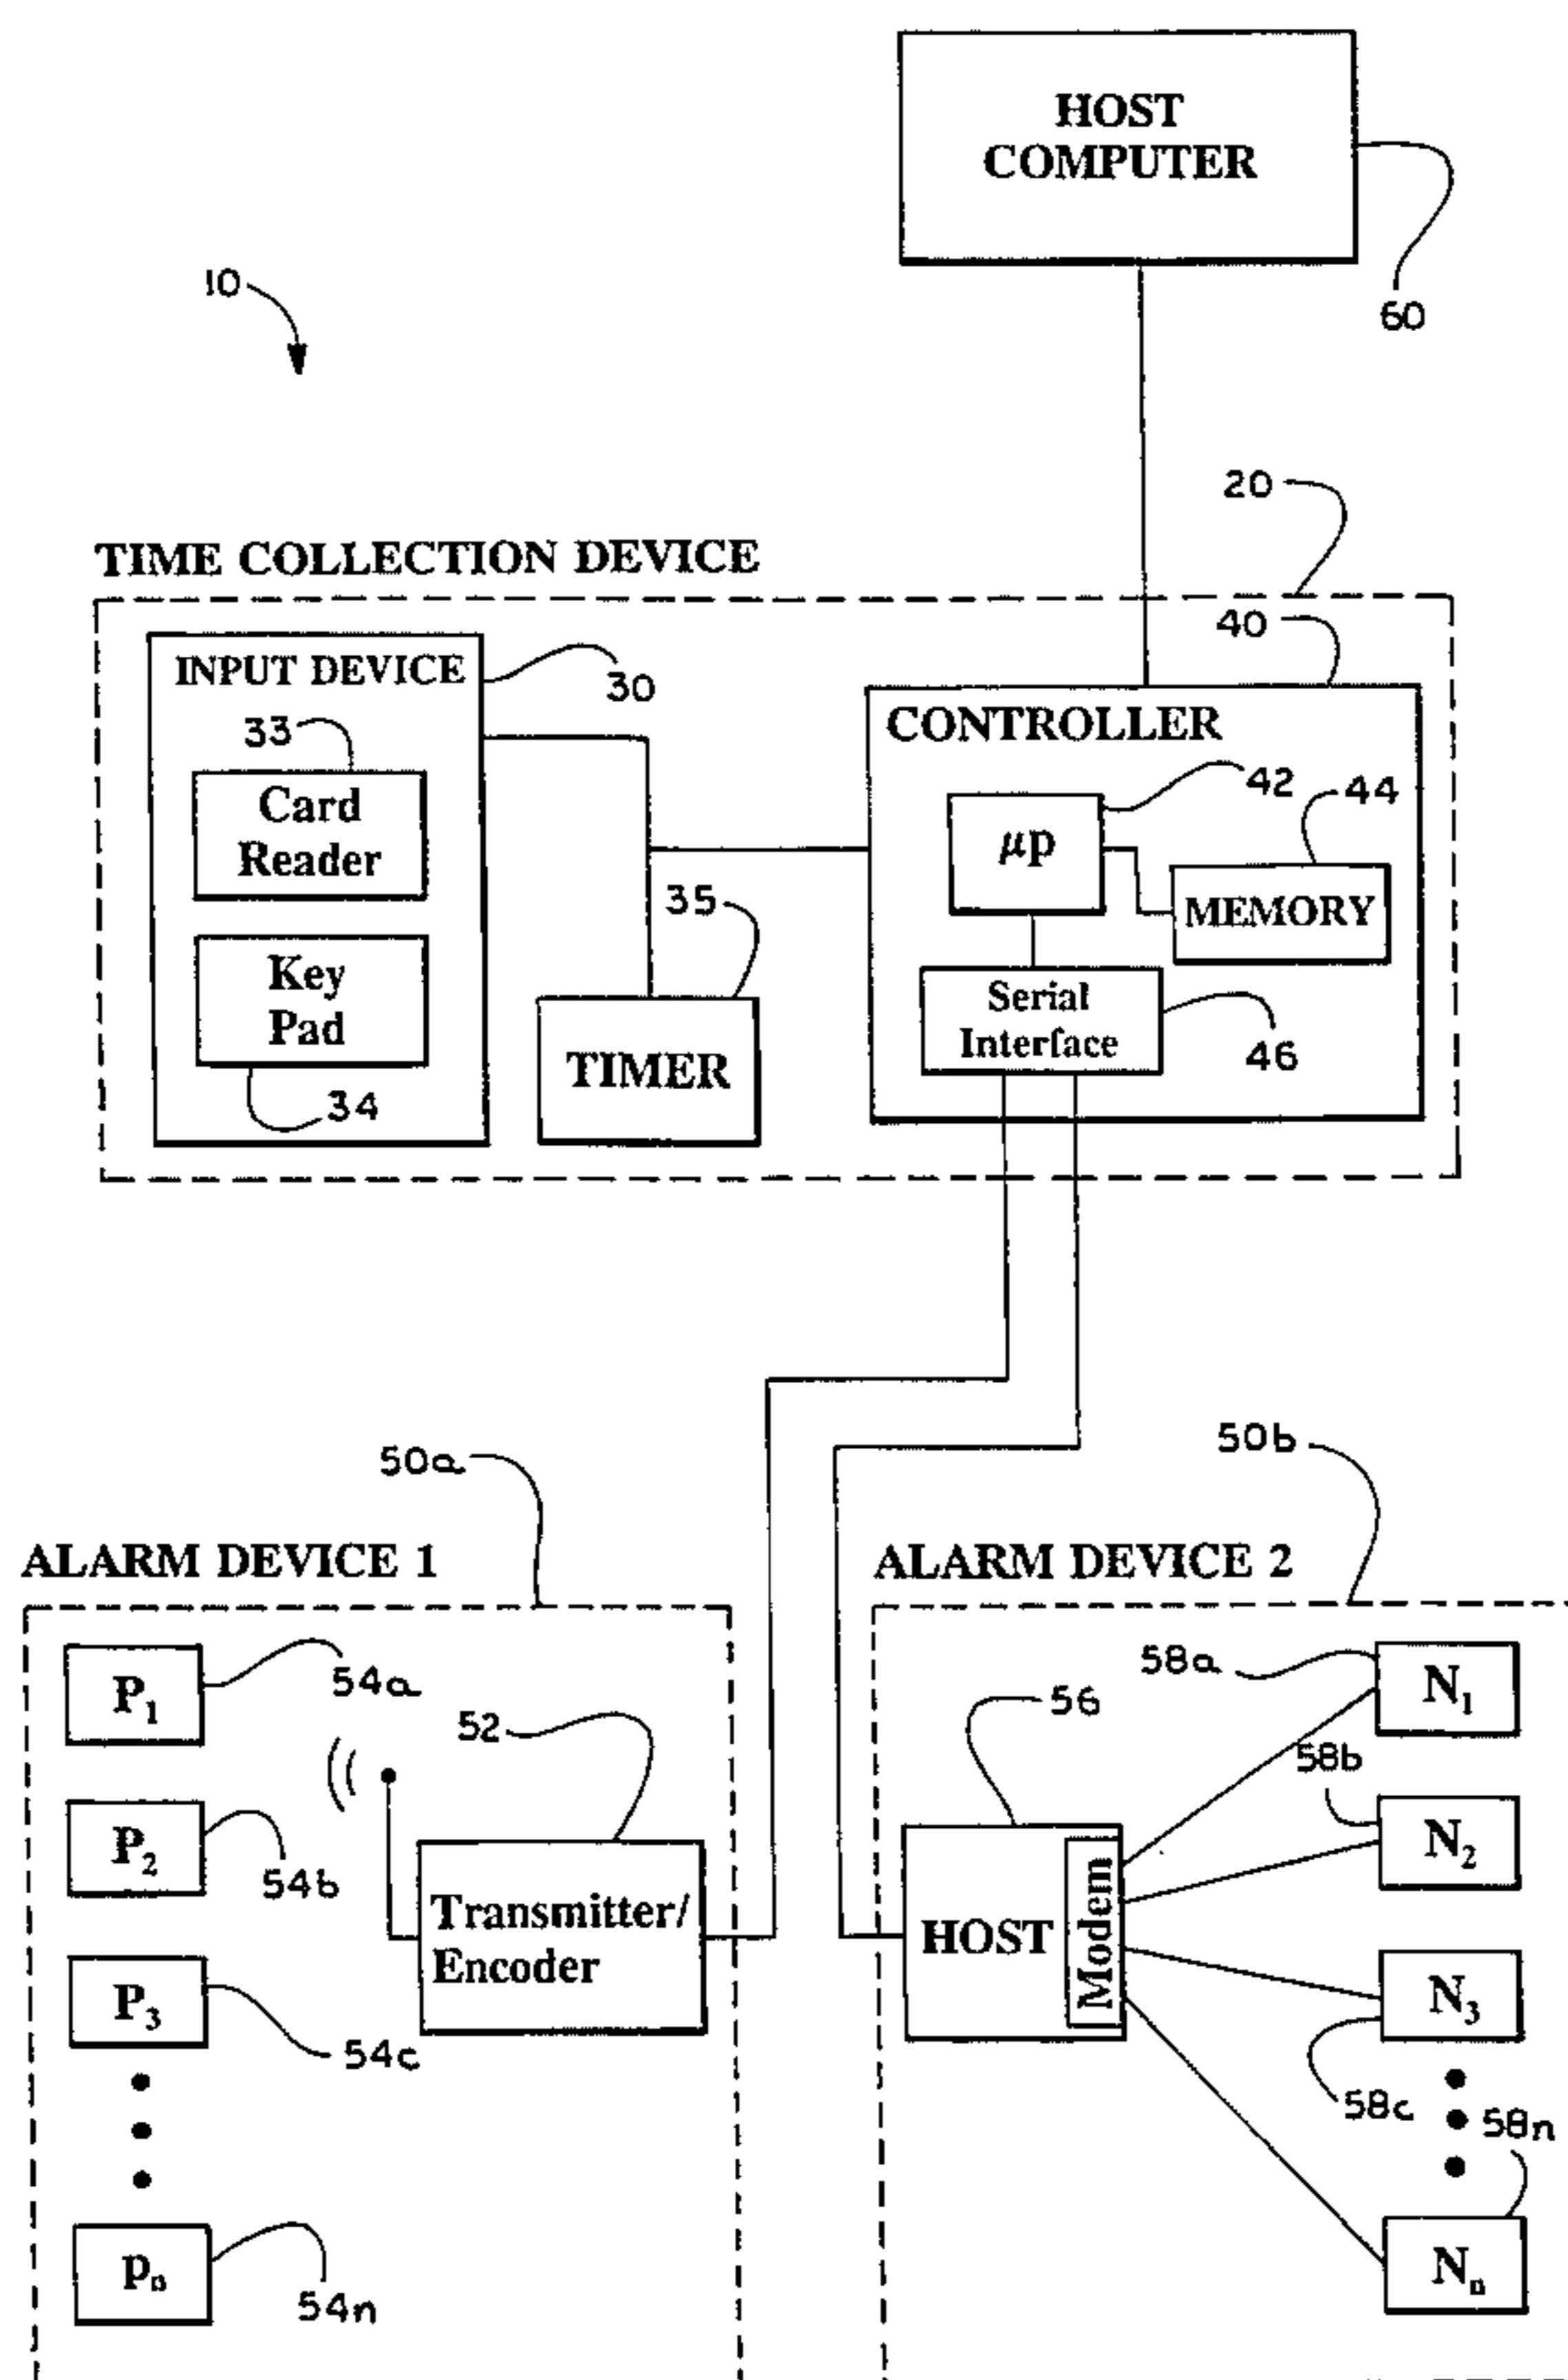 HOST
COMPUTER
10
60
20
TIME COLLECTION DEVICE
40
INPUT DEVICE
30
33
CONTROLLER
Card
Reader
42
44
μp
MEMORY
35
Key
Pad
Serial
Interface
46
TIMER
34
50a
50b
ALARM DEVICE 1
ALARM DEVICE 2
P1
54a
58a
N1
52
56
58b
P2
54b
N2
Transmitter/
Encoder
HOST
Modem
P3
54c
N3
58c
58n
pn
54n
Nn